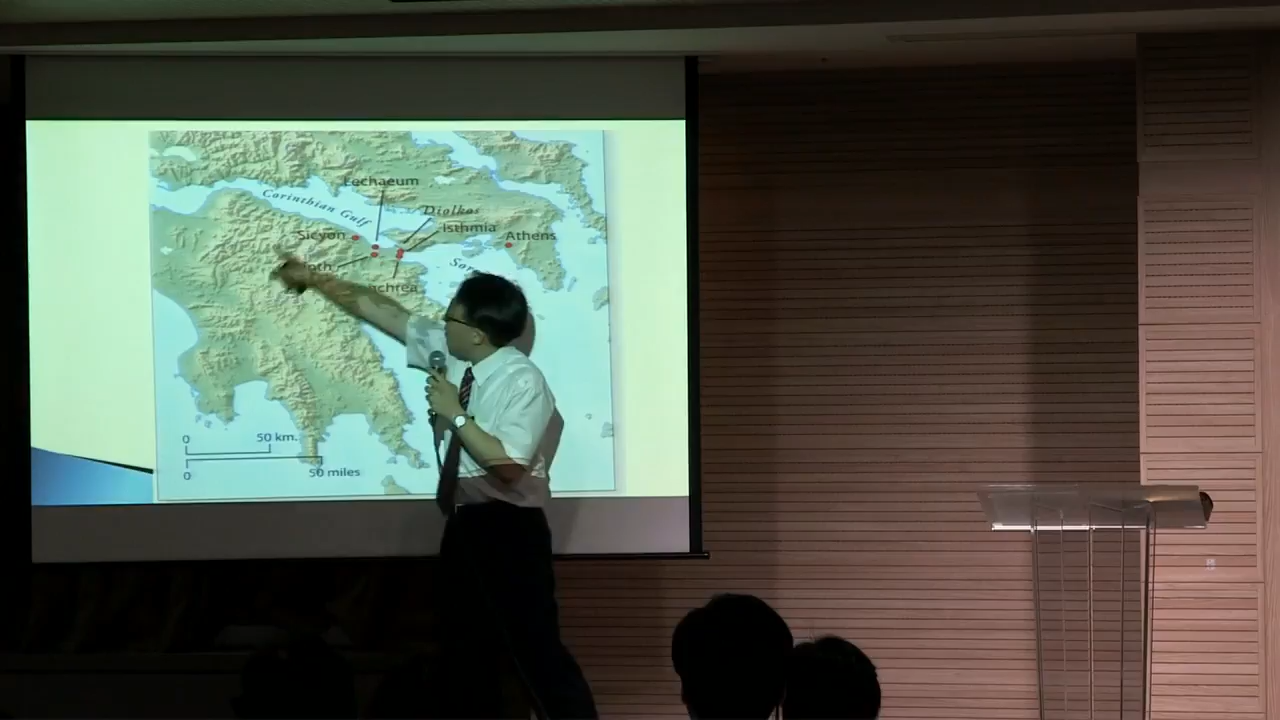 Lechaeum
Corinthian Gulf
Diolkos
Isthmia
Sicyon
Athens
0 50 km.
0 50 miles